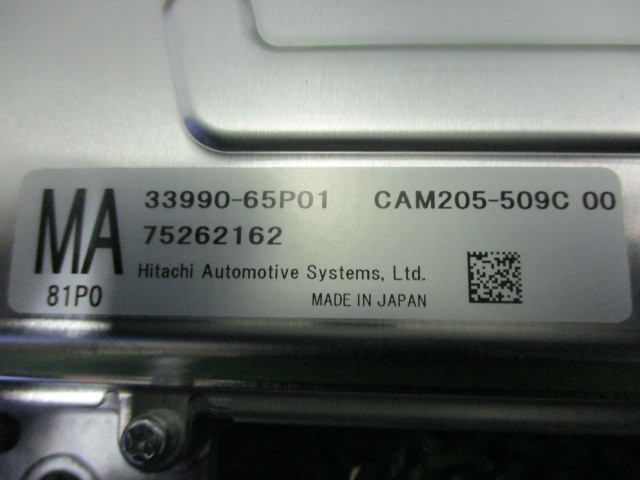 MA 33990-65P01 CAM205-509C 00
75262162
Hitachi Automotive Systems, Ltd.
81P0 MADE IN JAPAN